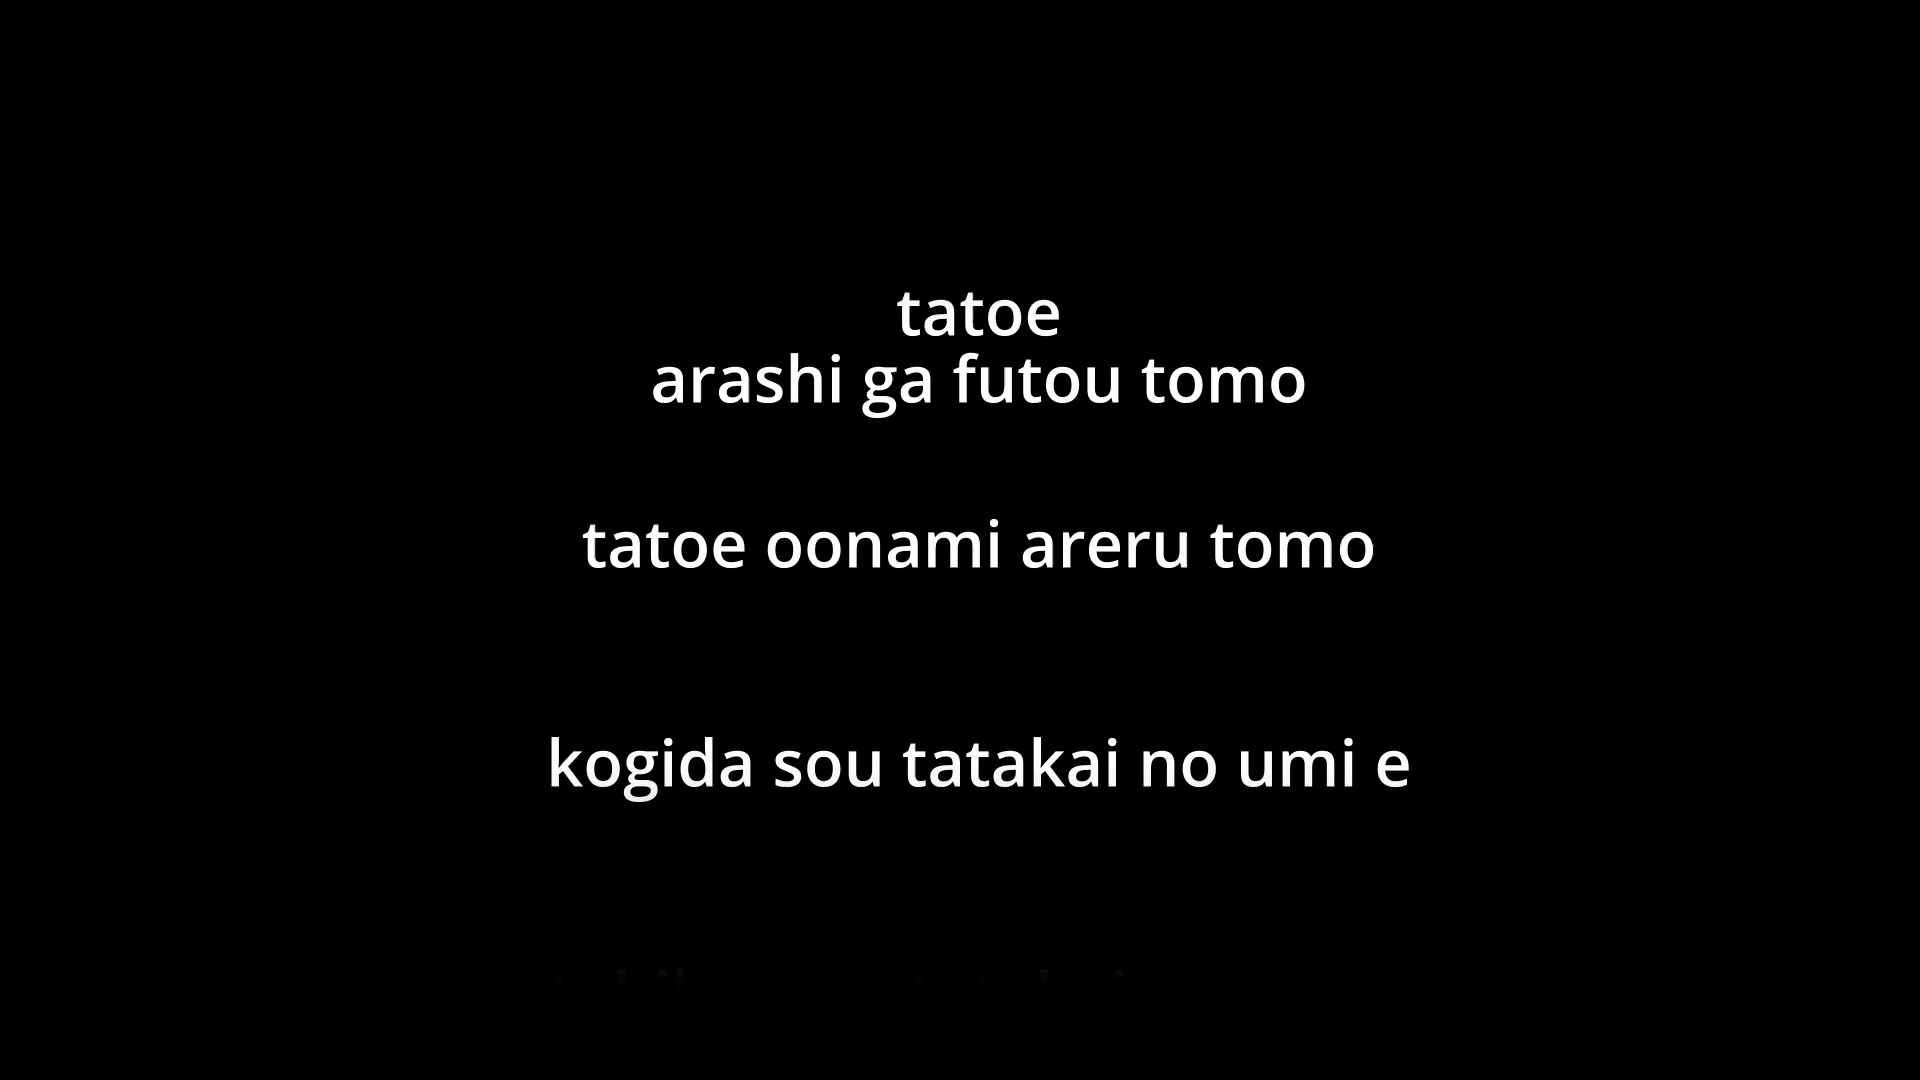 tatoe
arashi ga futou tomo
tatoe oonami areru tomo
kogida sou tatakai no umi e